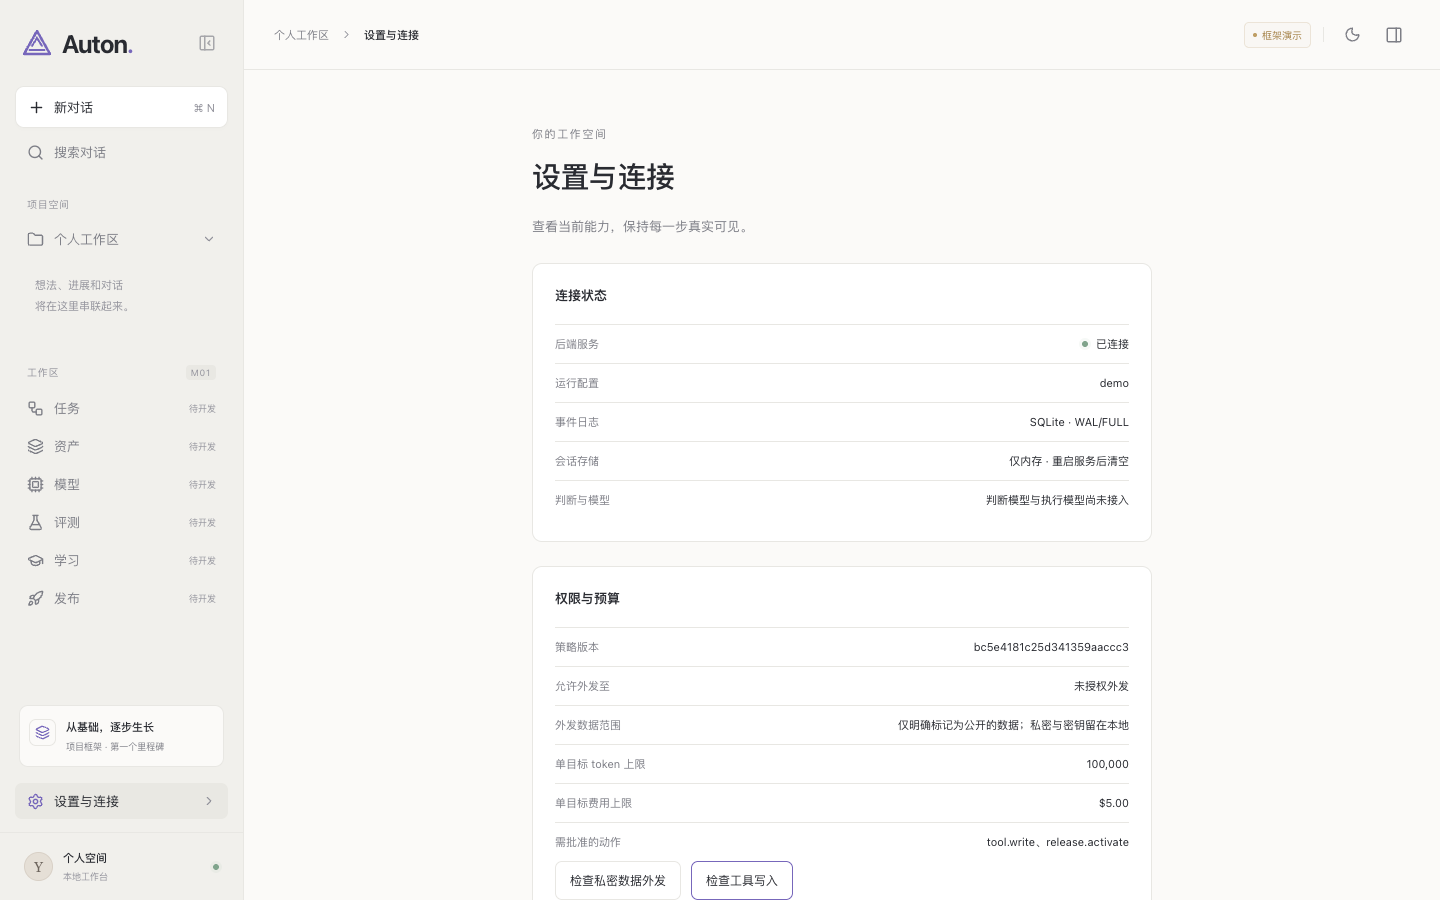 Auton.
新对话
⌘ N
搜索对话
项目空间
个人工作区
想法、进展和对话
将在这里串联起来。
工作区
M01
任务
待开发
资产
待开发
模型
待开发
评测
待开发
学习
待开发
发布
待开发
从基础，逐步生长
项目框架 · 第一个里程碑
设置与连接
Y
个人空间
本地工作台
个人工作区
设置与连接
框架演示
你的工作空间
设置与连接
查看当前能力，保持每一步真实可见。
连接状态
后端服务
已连接
运行配置
demo
事件日志
SQLite · WAL/FULL
会话存储
仅内存 · 重启服务后清空
判断与模型
判断模型与执行模型尚未接入
权限与预算
策略版本
bc5e4181c25d341359aaccc3
允许外发至
未授权外发
外发数据范围
仅明确标记为公开的数据；私密与密钥留在本地
单目标 token 上限
100,000
单目标费用上限
$5.00
需批准的动作
tool.write、release.activate
检查私密数据外发
检查工具写入